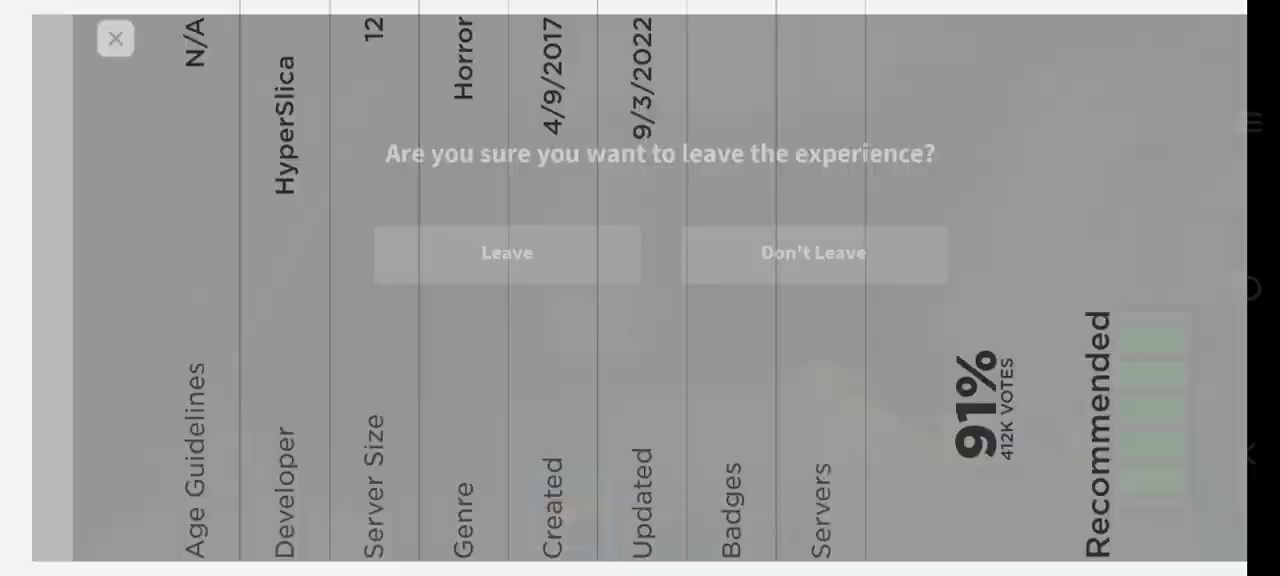 Are you sure you want to leave the experience?
Leave
Don't Leave
Age Guidelines N/A
Developer HyperSlica
Server Size 12
Genre Horror
Created 4/9/2017
Updated 9/3/2022
Badges
Servers
91%
412K VOTES
Recommended